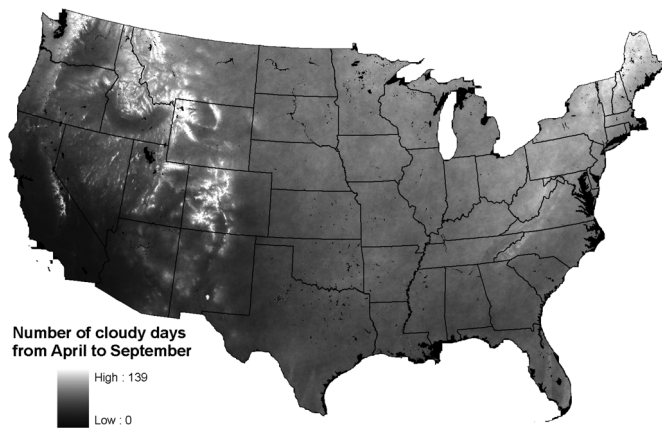 Number of cloudy days
from April to September
High : 139
Low : 0